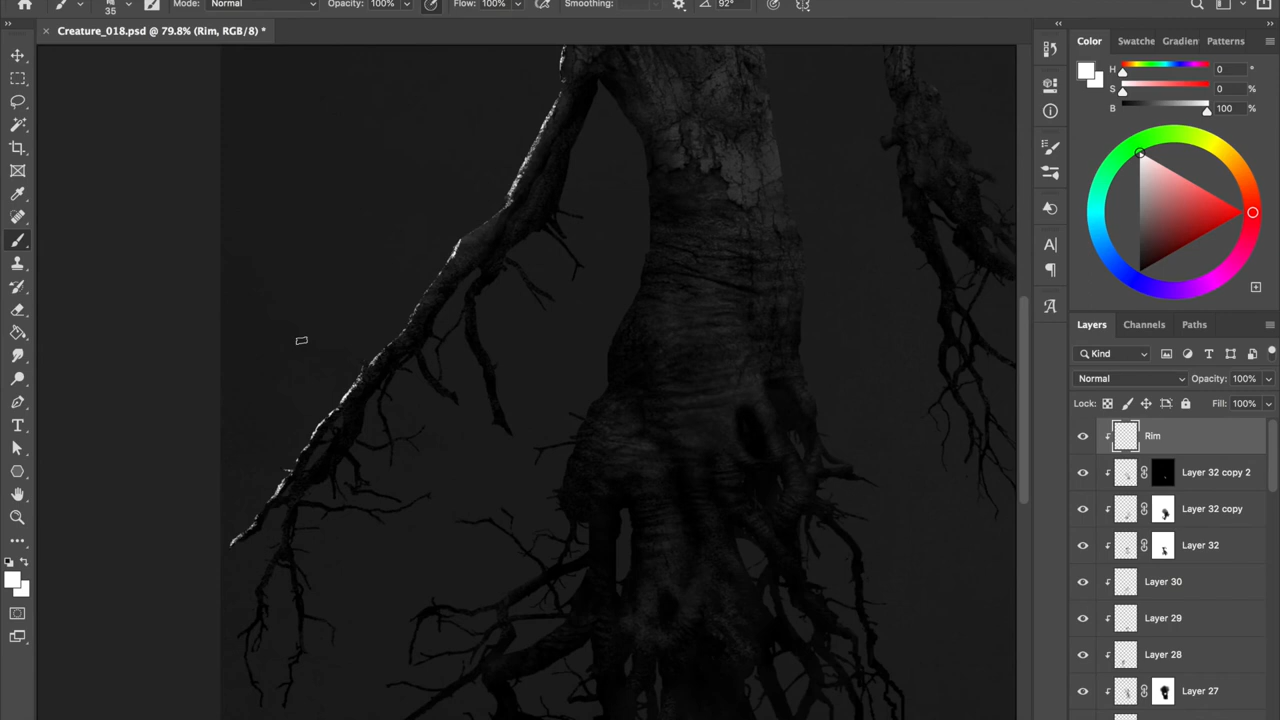 Mode: Normal Opacity: 100% Flow: 100% Smoothing: 92°
35
× Creature_018.psd @ 79.8% (Rim, RGB/8) *
Color Swatche Gradien Patterns
H 0 °
S 0 %
B 100 %
Layers Channels Paths
Kind
Normal Opacity: 100%
Lock: Fill: 100%
Rim
Layer 32 copy 2
Layer 32 copy
Layer 32
Layer 30
Layer 29
Layer 28
Layer 27